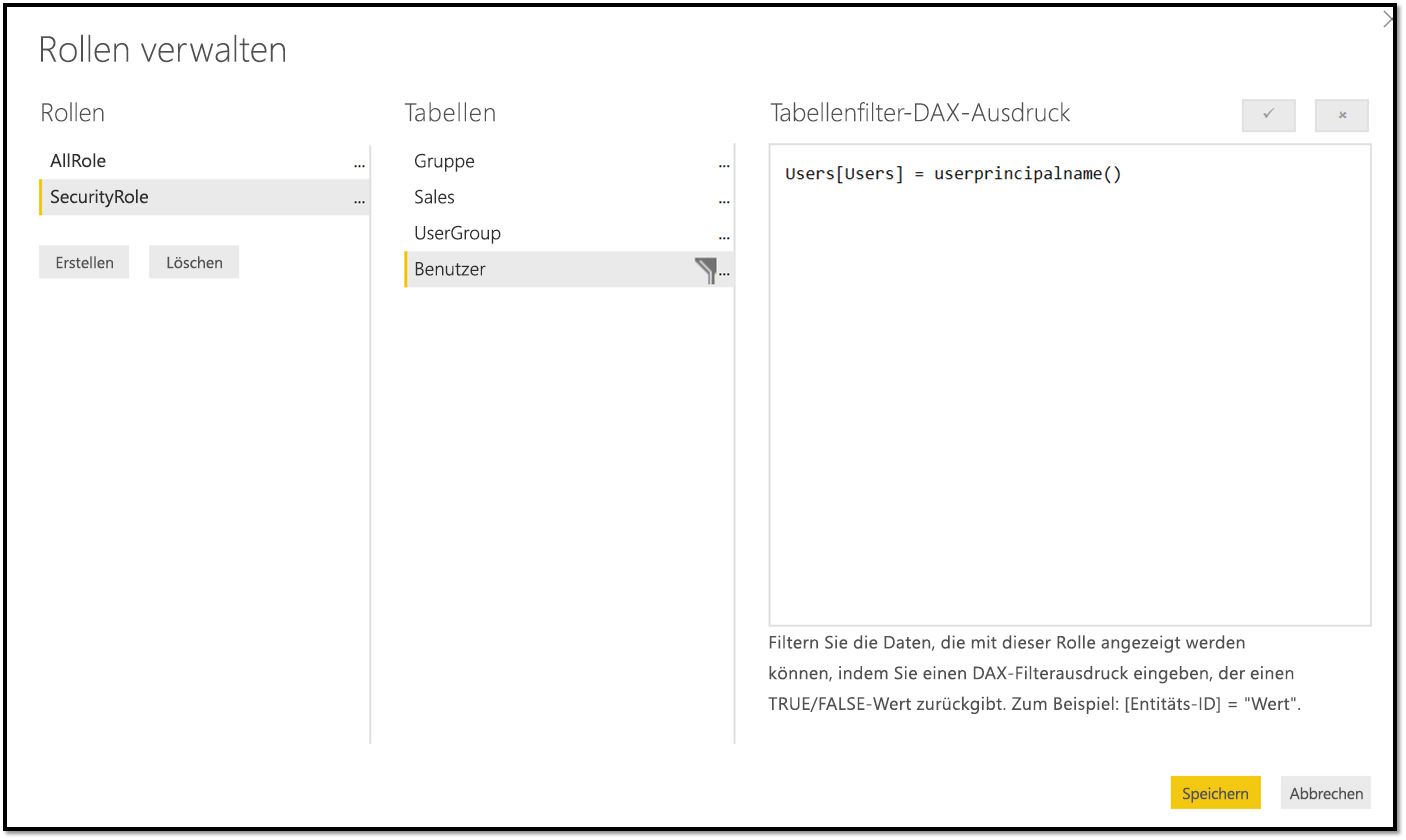 Rollen verwalten
Rollen
AllRole ...
SecurityRole ...
Erstellen Löschen
Tabellen
Gruppe ...
Sales ...
UserGroup ...
Benutzer ...
Tabellenfilter-DAX-Ausdruck
Users[Users] = userprincipalname()
Filtern Sie die Daten, die mit dieser Rolle angezeigt werden
können, indem Sie einen DAX-Filterausdruck eingeben, der einen
TRUE/FALSE-Wert zurückgibt. Zum Beispiel: [Entitäts-ID] = "Wert".
Speichern Abbrechen